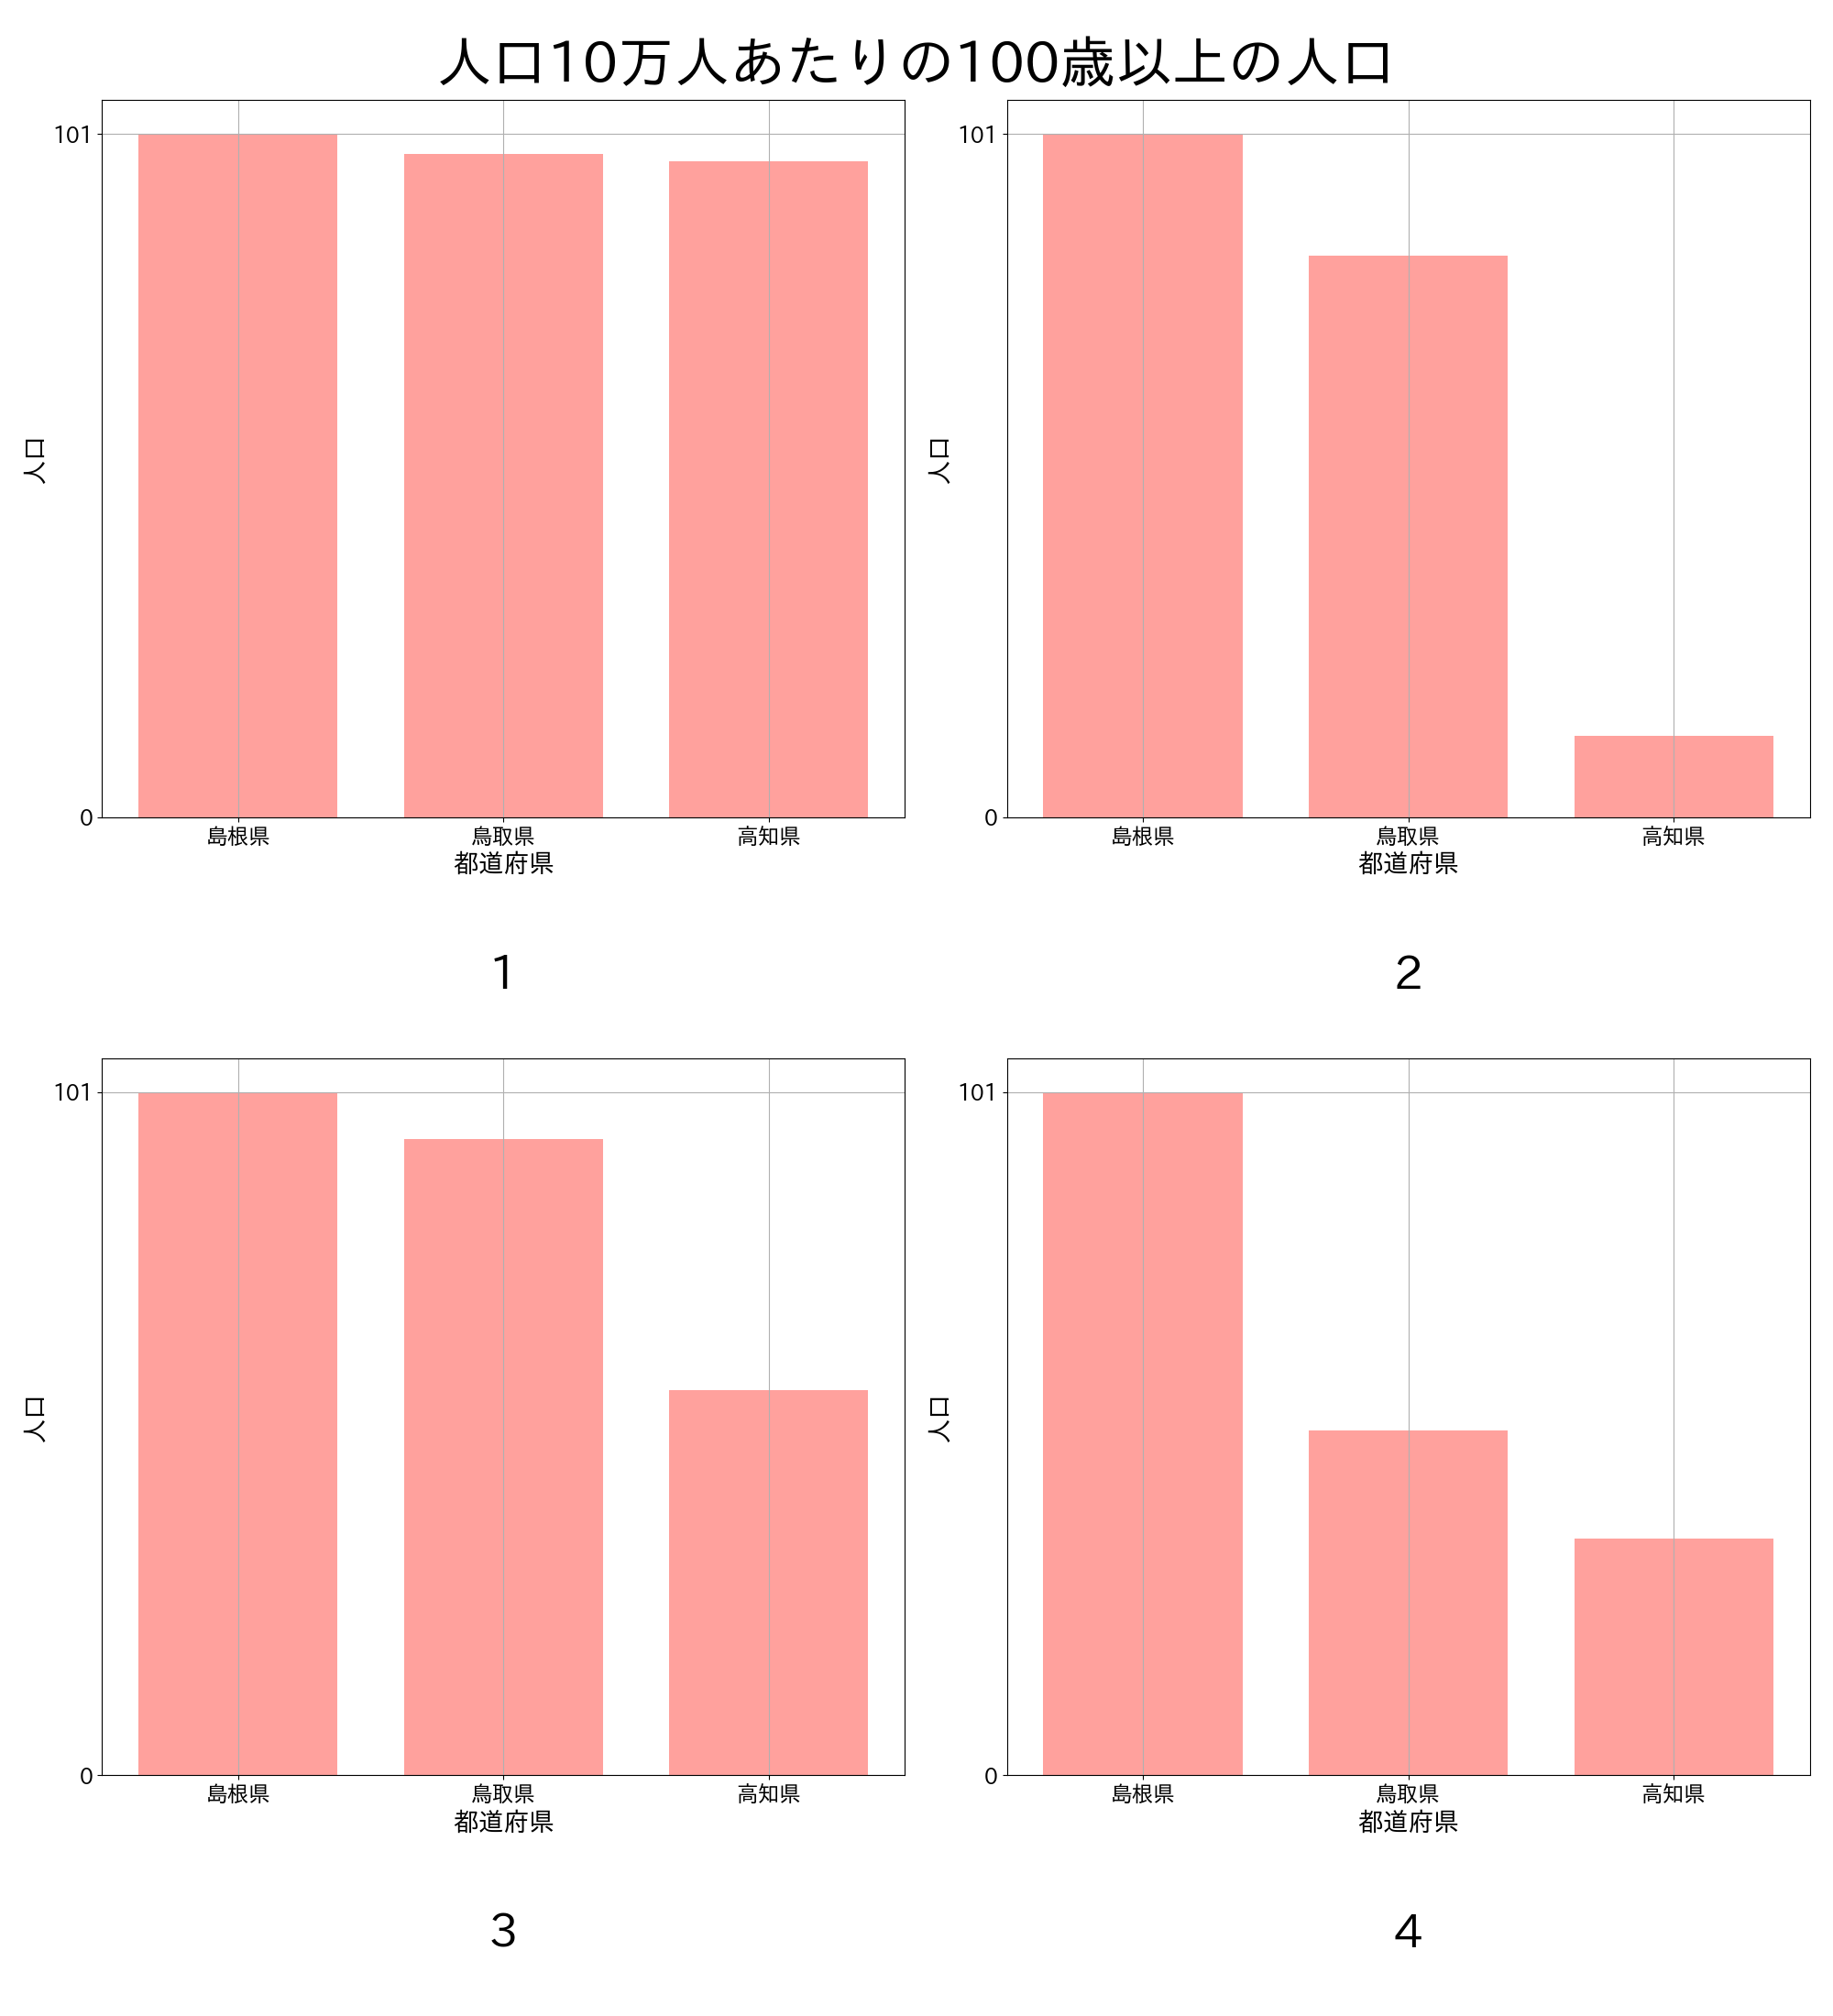 人口10万人あたりの100歳以上の人口
101
0
人口
島根県 鳥取県 高知県
都道府県
1
101
0
人口
島根県 鳥取県 高知県
都道府県
2
101
0
人口
島根県 鳥取県 高知県
都道府県
3
101
0
人口
島根県 鳥取県 高知県
都道府県
4